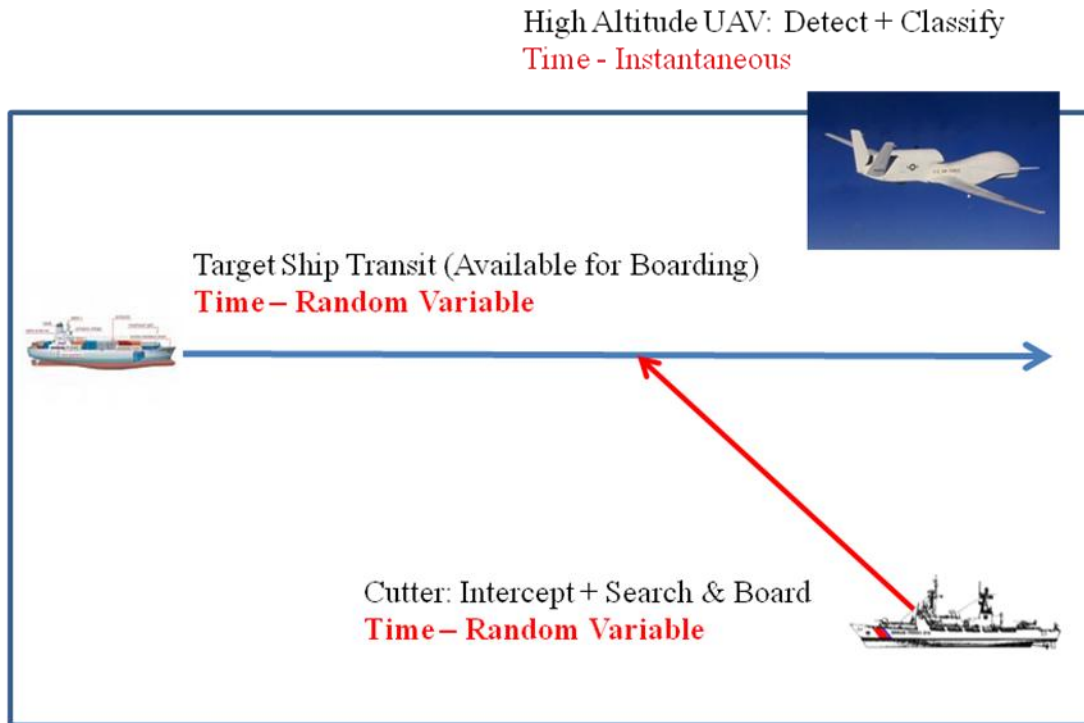 High Altitude UAV: Detect + Classify
Time - Instantaneous
Target Ship Transit (Available for Boarding)
Time – Random Variable
Cutter: Intercept + Search & Board
Time – Random Variable